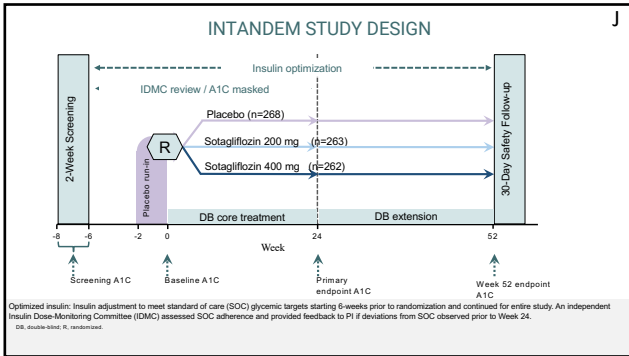 J
INTANDEM STUDY DESIGN
Insulin optimization
IDMC review / A1C masked
2-Week Screening
Placebo run-in
R
Placebo (n=268)
Sotagliflozin 200 mg (n=263)
Sotagliflozin 400 mg (n=262)
30-Day Safety Follow-up
DB core treatment
DB extension
-8 -6 -2 0 24 52
Week
Screening A1C
Baseline A1C
Primary
endpoint A1C
Week 52 endpoint
A1C
Optimized insulin: Insulin adjustment to meet standard of care (SOC) glycemic targets starting 6-weeks prior to randomization and continued for entire study. An independent
Insulin Dose-Monitoring Committee (IDMC) assessed SOC adherence and provided feedback to PI if deviations from SOC observed prior to Week 24.
DB, double-blind; R, randomized.